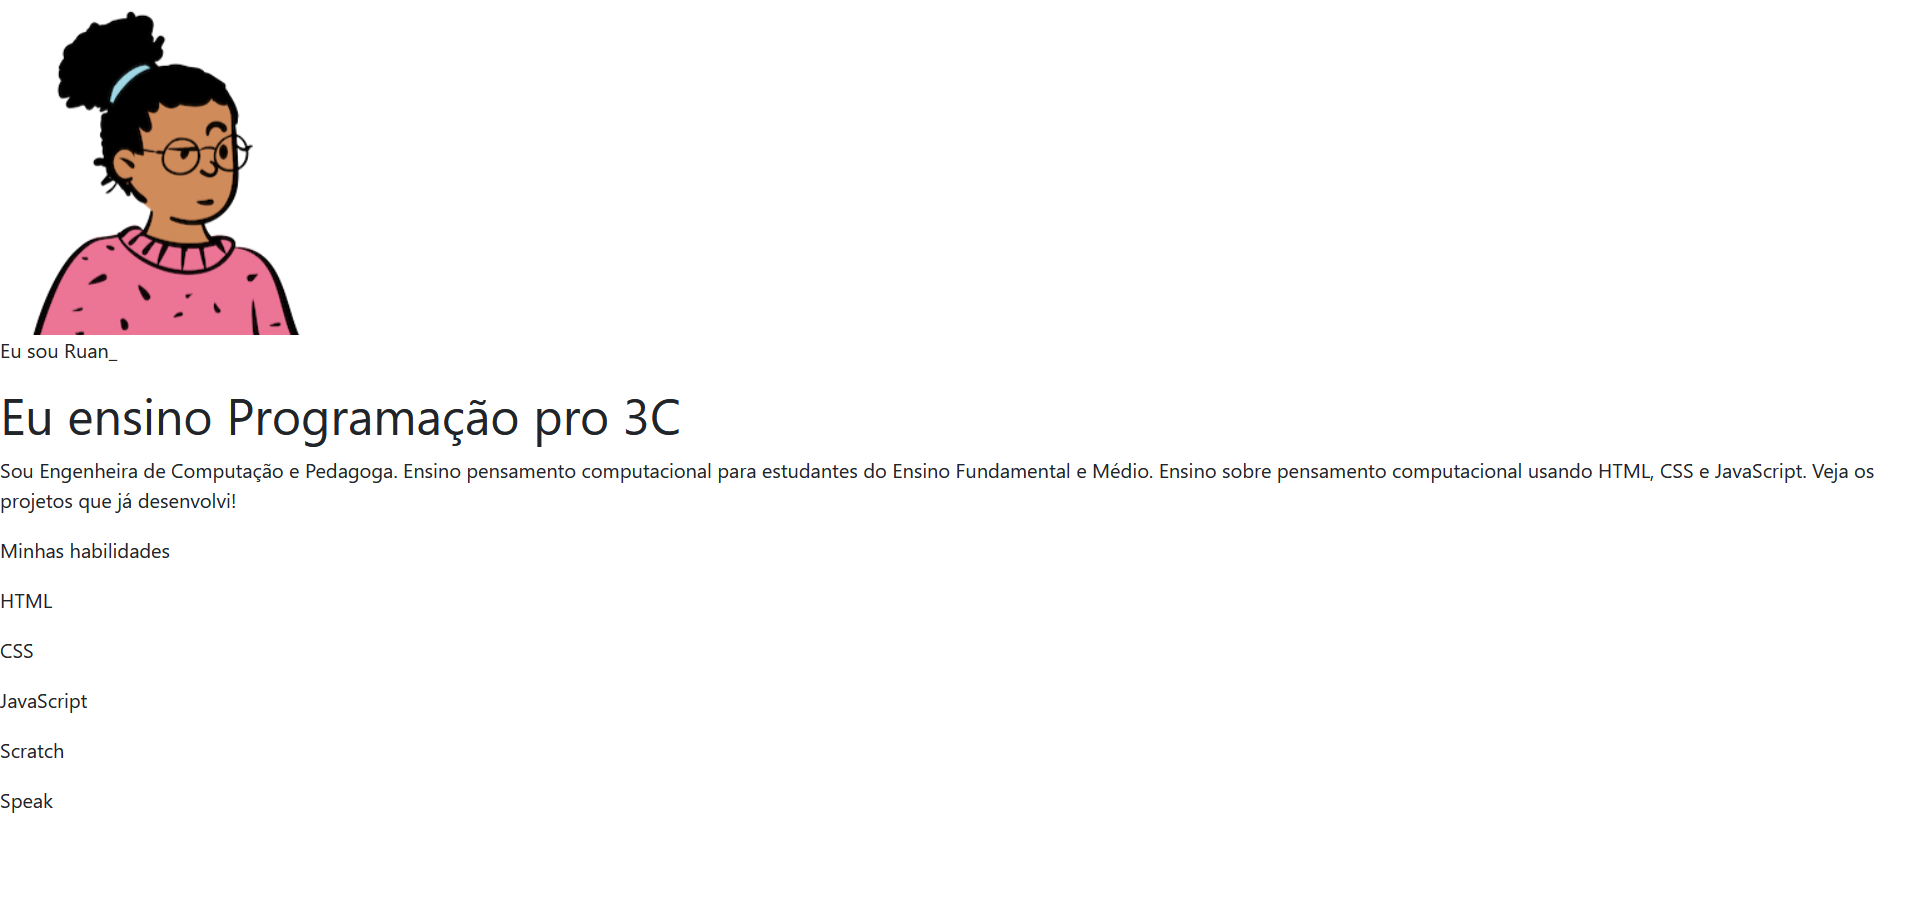 Eu sou Ruan_
Eu ensino Programação pro 3C
Sou Engenheira de Computação e Pedagoga. Ensino pensamento computacional para estudantes do Ensino Fundamental e Médio. Ensino sobre pensamento computacional usando HTML, CSS e JavaScript. Veja os
projetos que já desenvolvi!
Minhas habilidades
HTML
CSS
JavaScript
Scratch
Speak